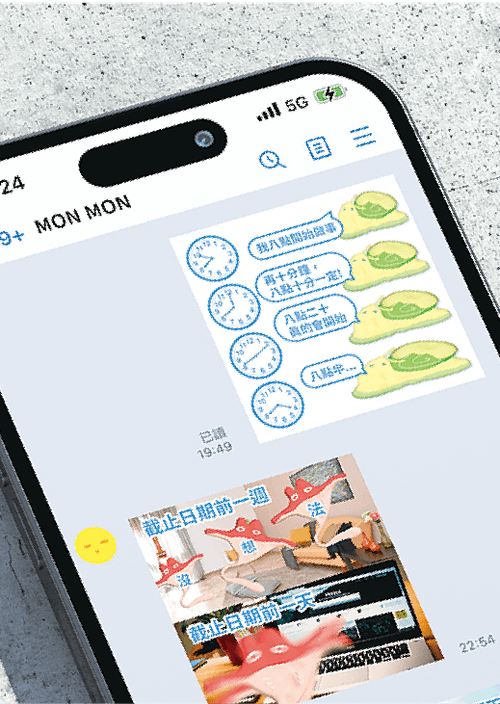 24
5G
9+ MON MON
我八點開始做事
再十分鐘，
八點十分一定!
八點二十
真的會開始
八點半...
已讀
19:49
截止日期前一週
沒
想
法
截止日期前一天
22:54